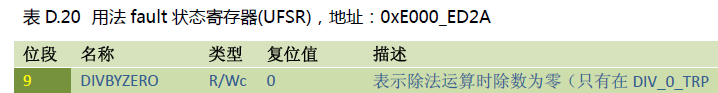 表 D.20 用法 fault 状态寄存器(UFSR)，地址：0xE000_ED2A
位段 名称 类型 复位值 描述
9 DIVBYZERO R/Wc 0 表示除法运算时除数为零（只有在 DIV_0_TRP